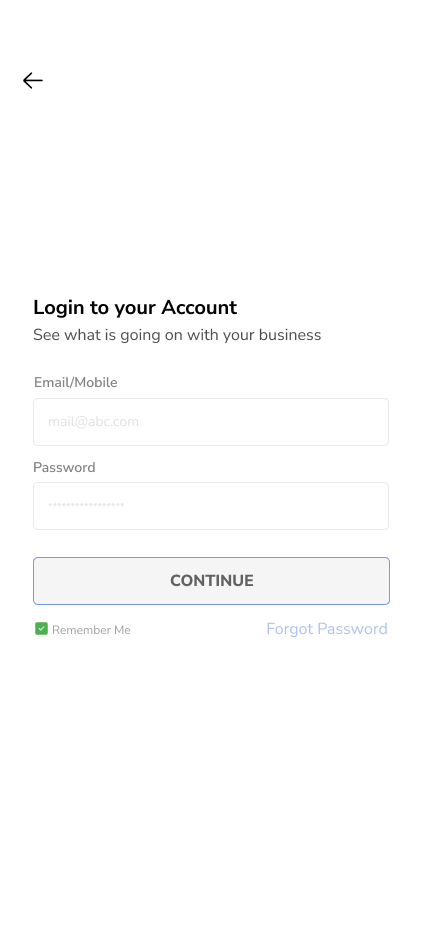 Login to your Account
See what is going on with your business
Email/Mobile
mail@abc.com
Password
*****************
CONTINUE
Remember Me
Forgot Password